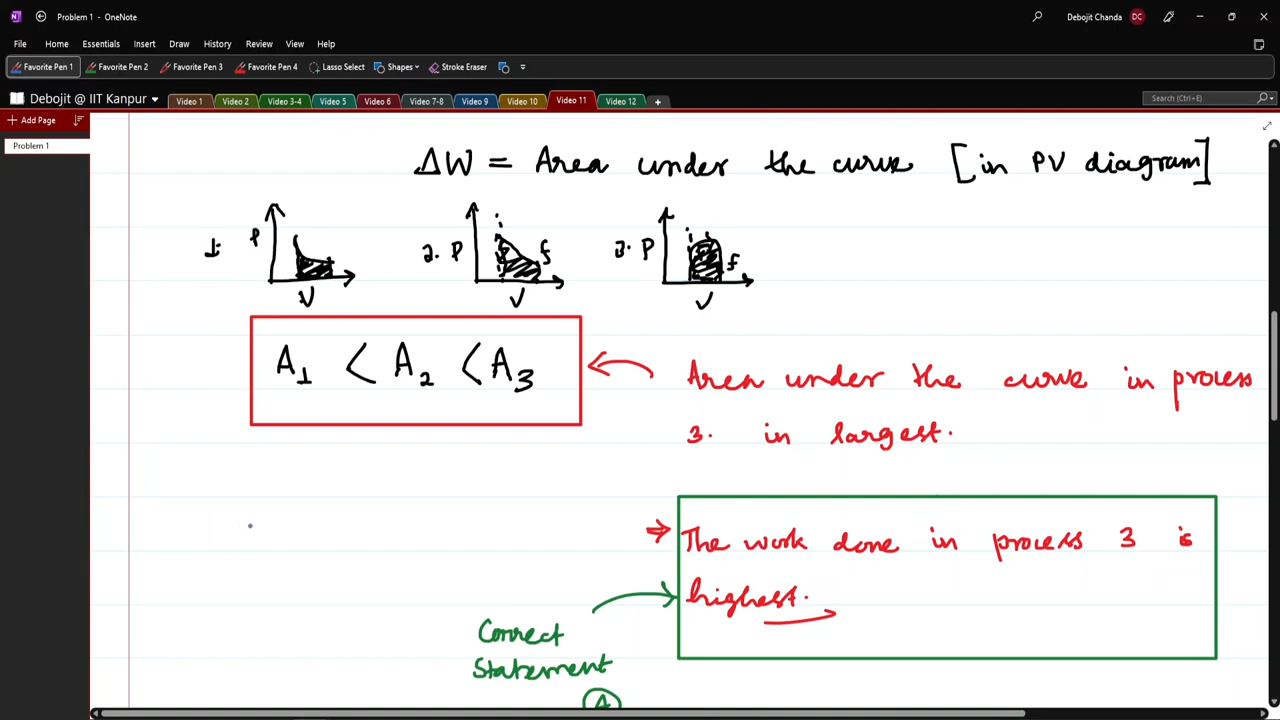 Problem 1 - OneNote
Debojit Chanda DC
File Home Essentials Insert Draw History Review View Help
Favorite Pen 1 Favorite Pen 2 Favorite Pen 3 Favorite Pen 4 Lasso Select Shapes Stroke Eraser
Debojit @ IIT Kanpur Video 1 Video 2 Video 3-4 Video 5 Video 6 Video 7-8 Video 9 Video 10 Video 11 Video 12 Search (Ctrl+E)
Add Page
Problem 1
ΔW = Area under the curve [in PV diagram]
1. P V
2. P i f V
3. P i f V
A1 < A2 < A3
Area under the curve in process
3. in largest.
⇒ The work done in process 3 is
highest.
Correct
Statement
A